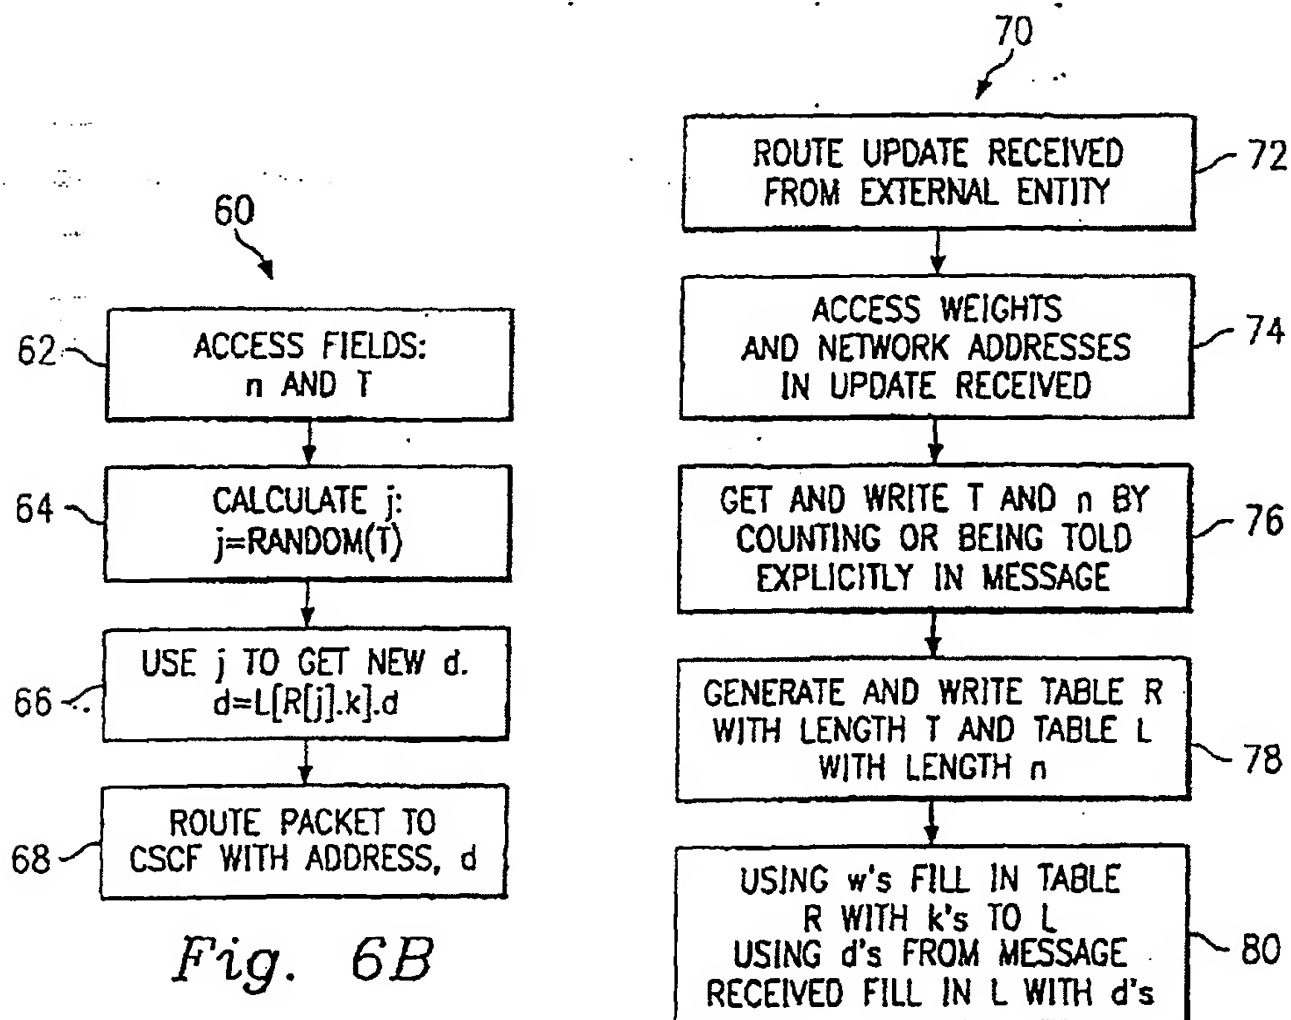 60
62
ACCESS FIELDS:
n AND T
64
CALCULATE j:
j=RANDOM(T)
66
USE j TO GET NEW d.
d=L[R[j].k].d
68
ROUTE PACKET TO
CSCF WITH ADDRESS, d
Fig. 6B
70
ROUTE UPDATE RECEIVED
FROM EXTERNAL ENTITY
72
ACCESS WEIGHTS
AND NETWORK ADDRESSES
IN UPDATE RECEIVED
74
GET AND WRITE T AND n BY
COUNTING OR BEING TOLD
EXPLICITLY IN MESSAGE
76
GENERATE AND WRITE TABLE R
WITH LENGTH T AND TABLE L
WITH LENGTH n
78
USING w's FILL IN TABLE
R WITH k's TO L
USING d's FROM MESSAGE
RECEIVED FILL IN L WITH d's
80